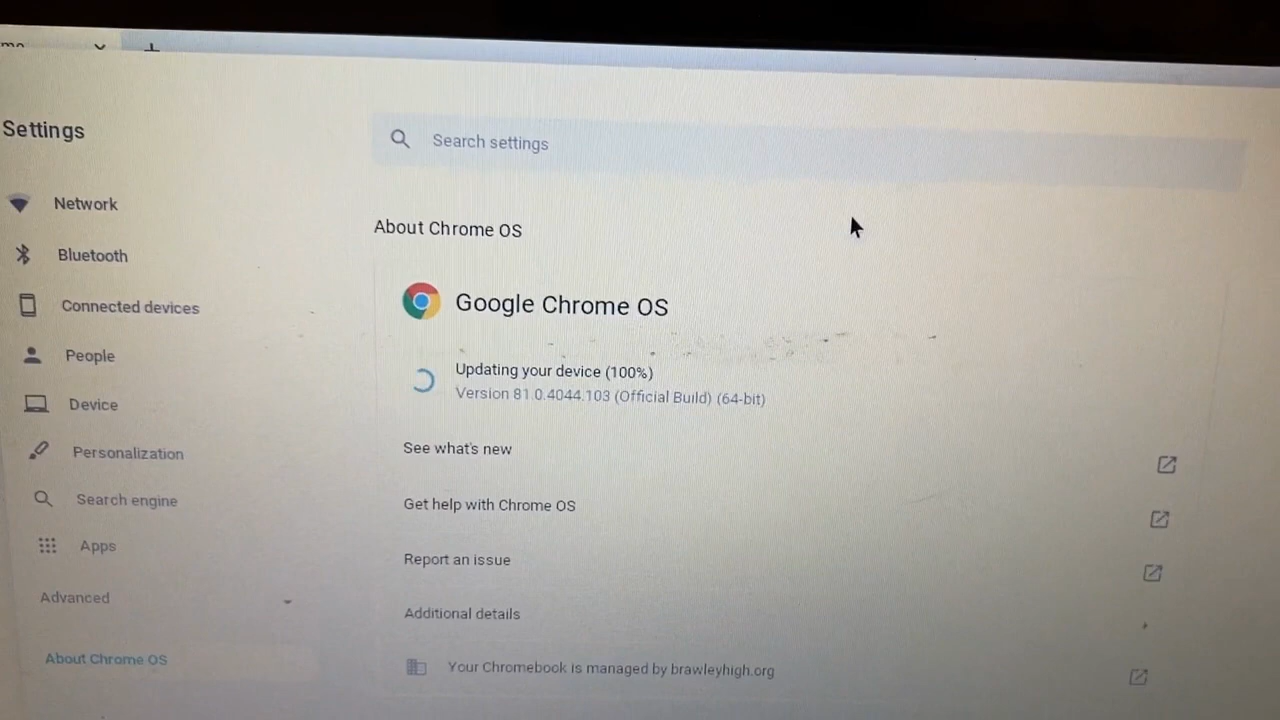 Settings
Search settings
Network
Bluetooth
Connected devices
People
Device
Personalization
Search engine
Apps
Advanced
About Chrome OS
About Chrome OS
Google Chrome OS
Updating your device (100%)
Version 81.0.4044.103 (Official Build) (64-bit)
See what's new
Get help with Chrome OS
Report an issue
Additional details
Your Chromebook is managed by brawleyhigh.org